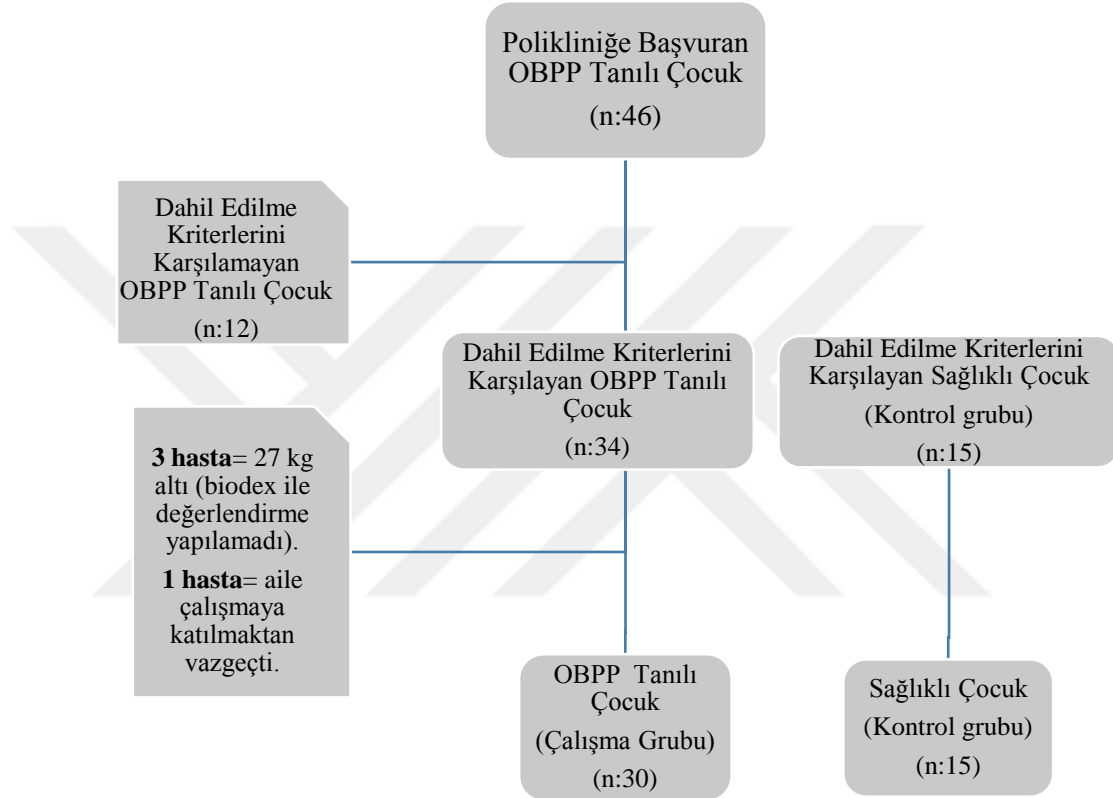 Polikliniğe Başvuran
OBPP Tanılı Çocuk
(n:46)
Dahil Edilme
Kriterlerini
Karşılamayan
OBPP Tanılı Çocuk
(n:12)
Dahil Edilme Kriterlerini
Karşılayan OBPP Tanılı
Çocuk
(n:34)
Dahil Edilme Kriterlerini
Karşılayan Sağlıklı Çocuk
(Kontrol grubu)
(n:15)
3 hasta= 27 kg
altı (biodex ile
değerlendirme
yapılamadı).
1 hasta= aile
çalışmaya
katılmaktan
vazgeçti.
OBPP Tanılı
Çocuk
(Çalışma Grubu)
(n:30)
Sağlıklı Çocuk
(Kontrol grubu)
(n:15)